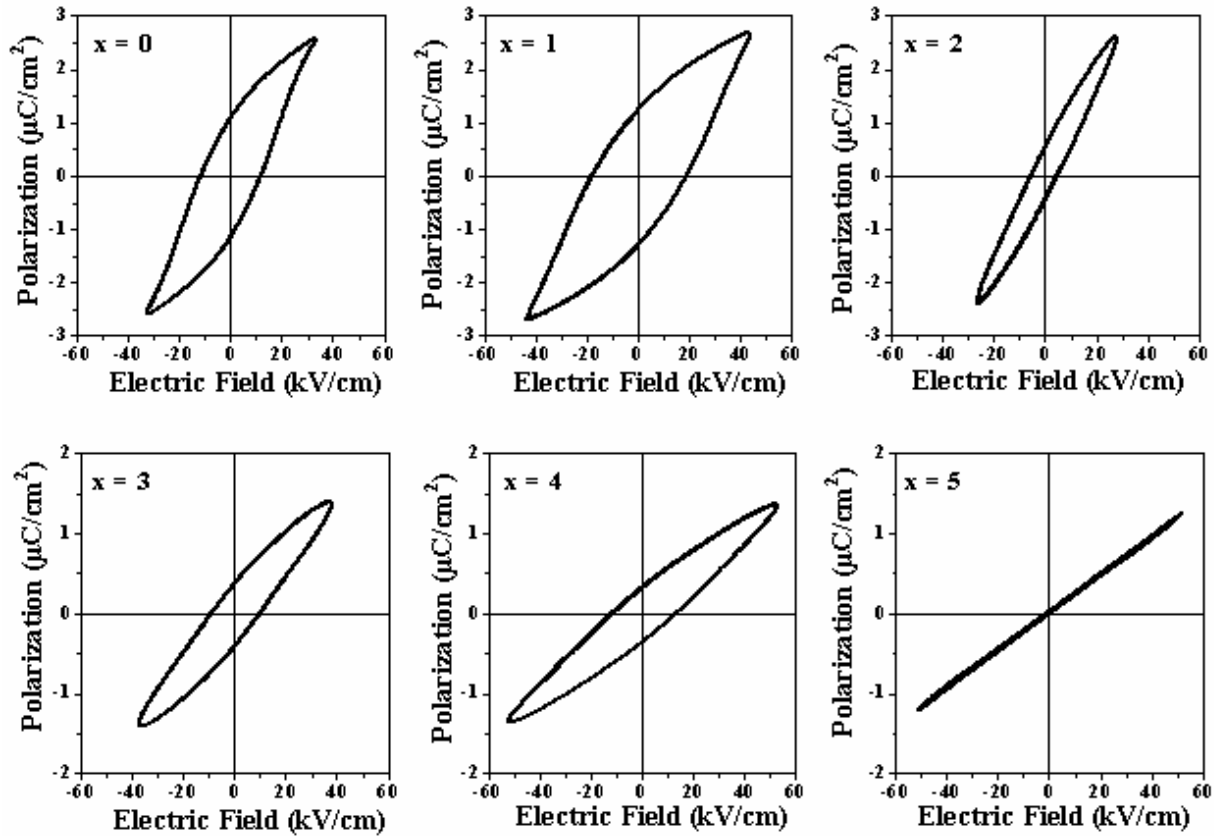 x = 0
3
2
1
0
-1
-2
-3
-60 -40 -20 0 20 40 60
Electric Field (kV/cm)
Polarization (µC/cm²)
x = 1
3
2
1
0
-1
-2
-3
-60 -40 -20 0 20 40 60
Electric Field (kV/cm)
Polarization (µC/cm²)
x = 2
3
2
1
0
-1
-2
-3
-60 -40 -20 0 20 40 60
Electric Field (kV/cm)
Polarization (µC/cm²)
x = 3
2
1
0
-1
-2
-60 -40 -20 0 20 40 60
Electric Field (kV/cm)
Polarization (µC/cm²)
x = 4
2
1
0
-1
-2
-60 -40 -20 0 20 40 60
Electric Field (kV/cm)
Polarization (µC/cm²)
x = 5
2
1
0
-1
-2
-60 -40 -20 0 20 40 60
Electric Field (kV/cm)
Polarization (µC/cm²)